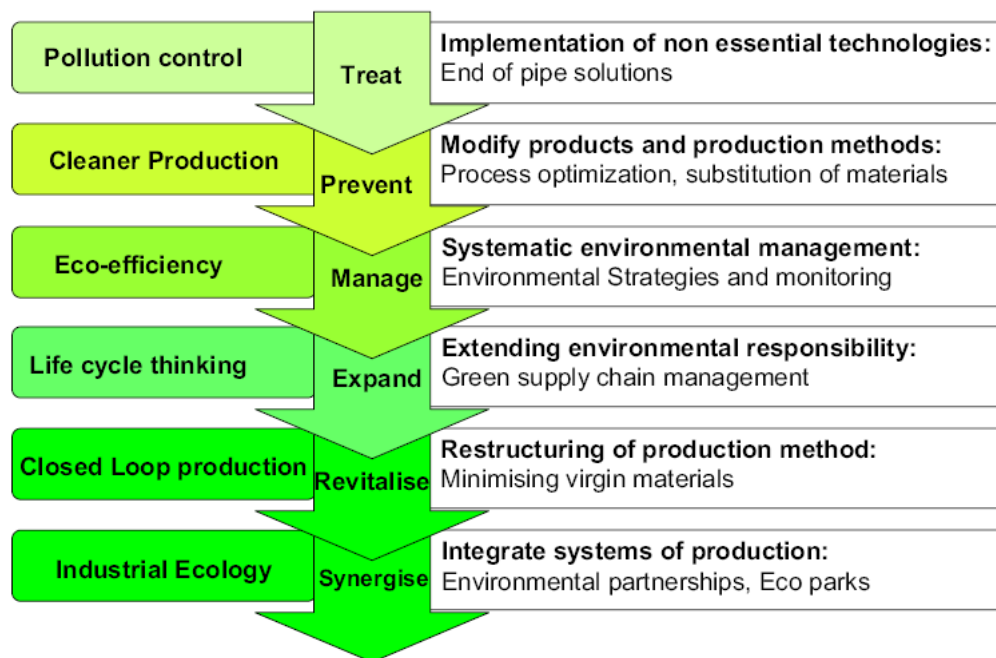 Pollution control
Treat
Implementation of non essential technologies:
End of pipe solutions
Cleaner Production
Prevent
Modify products and production methods:
Process optimization, substitution of materials
Eco-efficiency
Manage
Systematic environmental management:
Environmental Strategies and monitoring
Life cycle thinking
Expand
Extending environmental responsibility:
Green supply chain management
Closed Loop production
Revitalise
Restructuring of production method:
Minimising virgin materials
Industrial Ecology
Synergise
Integrate systems of production:
Environmental partnerships, Eco parks